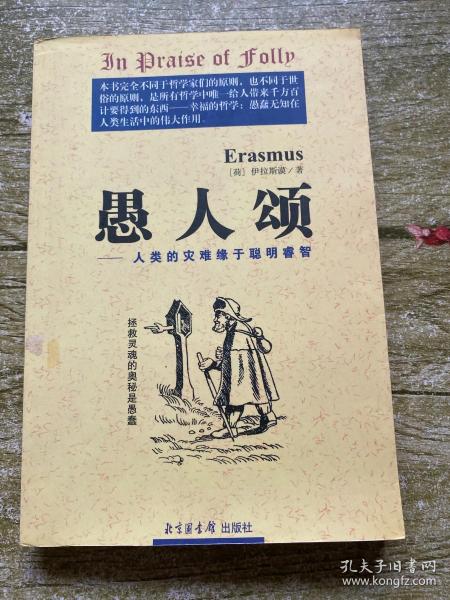 In Praise of Folly
本书完全不同于哲学家们的原则，也不同于世
俗的原则，是所有哲学中唯一给人带来千方百
计要得到的东西——幸福的哲学：愚蠢无知在
人类生活中的伟大作用。
Erasmus
[荷] 伊拉斯谟／著
愚人颂
—— 人类的灾难缘于聪明睿智
拯救灵魂的奥秘是愚蠢
北京图书馆出版社
孔夫子旧书网
www.kongfz.com